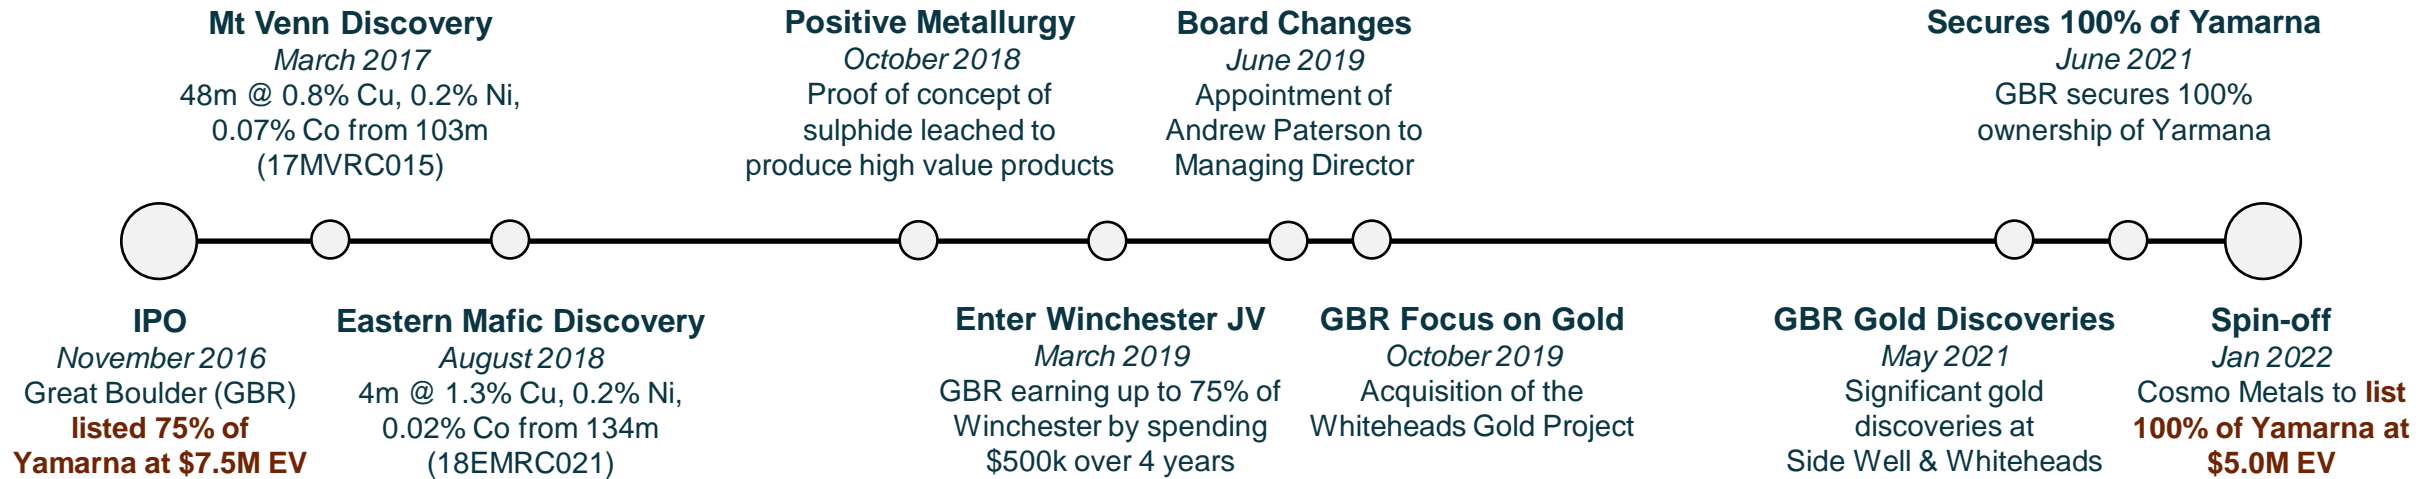 Mt Venn Discovery
March 2017
48m @ 0.8% Cu, 0.2% Ni,
0.07% Co from 103m
(17MVRC015)
Positive Metallurgy
October 2018
Proof of concept of
sulphide leached to
produce high value products
Board Changes
June 2019
Appointment of
Andrew Paterson to
Managing Director
Secures 100% of Yamarna
June 2021
GBR secures 100%
ownership of Yarmana
IPO
November 2016
Great Boulder (GBR)
listed 75% of
Yamarna at $7.5M EV
Eastern Mafic Discovery
August 2018
4m @ 1.3% Cu, 0.2% Ni,
0.02% Co from 134m
(18EMRC021)
Enter Winchester JV
March 2019
GBR earning up to 75% of
Winchester by spending
$500k over 4 years
GBR Focus on Gold
October 2019
Acquisition of the
Whiteheads Gold Project
GBR Gold Discoveries
May 2021
Significant gold
discoveries at
Side Well & Whiteheads
Spin-off
Jan 2022
Cosmo Metals to list
100% of Yamarna at
$5.0M EV